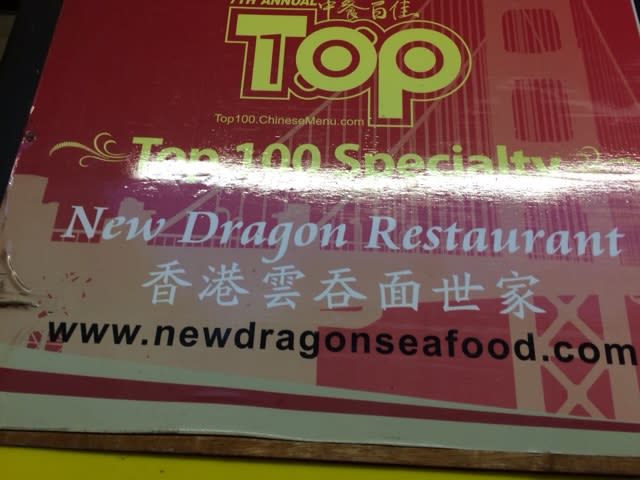 7TH ANNUAL 中餐百佳
Top
Top100.ChineseMenu.com
Top 100 Specialty
New Dragon Restaurant
香港雲吞面世家
www.newdragonseafood.com